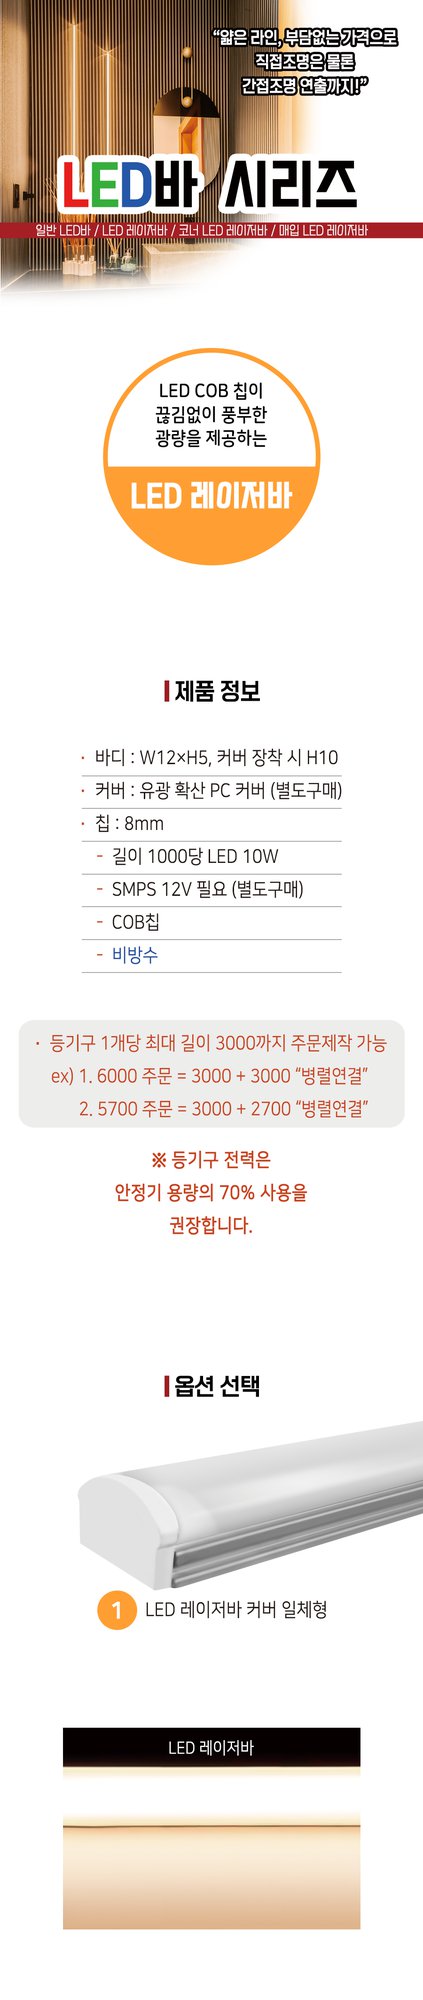 “얇은 라인, 부담없는 가격으로
직접조명은 물론
간접조명 연출까지!”
LED바 시리즈
일반 LED바 / LED 레이저바 / 코너 LED 레이저바 / 매입 LED 레이저바
LED COB 칩이
끊김없이 풍부한
광량을 제공하는
LED 레이저바
제품 정보
· 바디 : W12×H5, 커버 장착 시 H10
· 커버 : 유광 확산 PC 커버 (별도구매)
· 칩 : 8mm
- 길이 1000당 LED 10W
- SMPS 12V 필요 (별도구매)
- COB칩
- 비방수
· 등기구 1개당 최대 길이 3000까지 주문제작 가능
ex) 1. 6000 주문 = 3000 + 3000 “병렬연결”
2. 5700 주문 = 3000 + 2700 “병렬연결”
※ 등기구 전력은
안정기 용량의 70% 사용을
권장합니다.
옵션 선택
1 LED 레이저바 커버 일체형
LED 레이저바